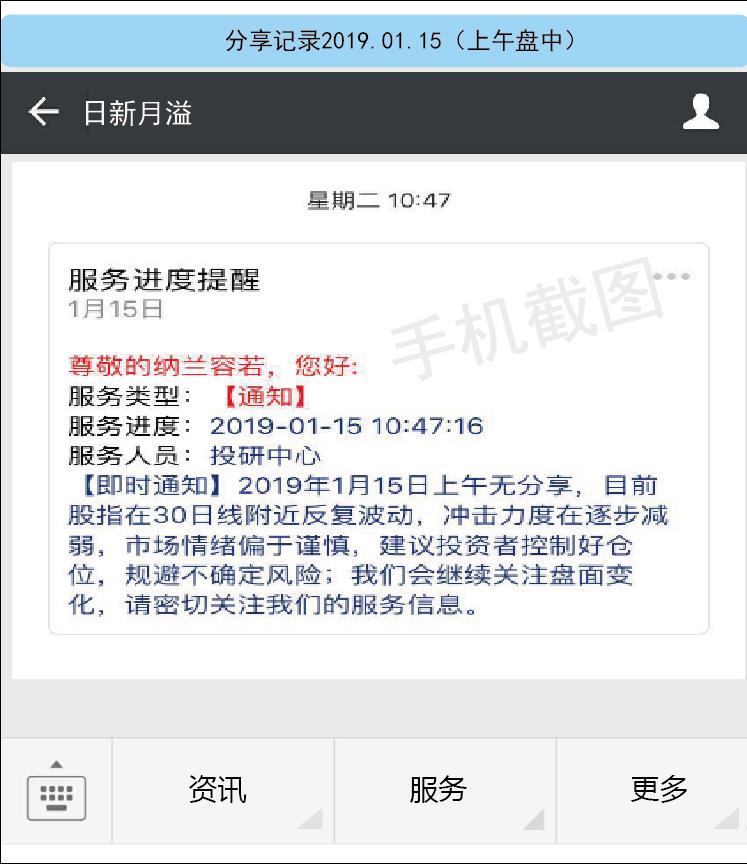 分享记录2019.01.15（上午盘中）
日新月溢
星期二 10:47
服务进度提醒
1月15日
手机截图
尊敬的纳兰容若，您好:
服务类型：【通知】
服务进度：2019-01-15 10:47:16
服务人员：投研中心
【即时通知】2019年1月15日上午无分享，目前
股指在30日线附近反复波动，冲击力度在逐步减
弱，市场情绪偏于谨慎，建议投资者控制好仓
位，规避不确定风险；我们会继续关注盘面变
化，请密切关注我们的服务信息。
资讯
服务
更多